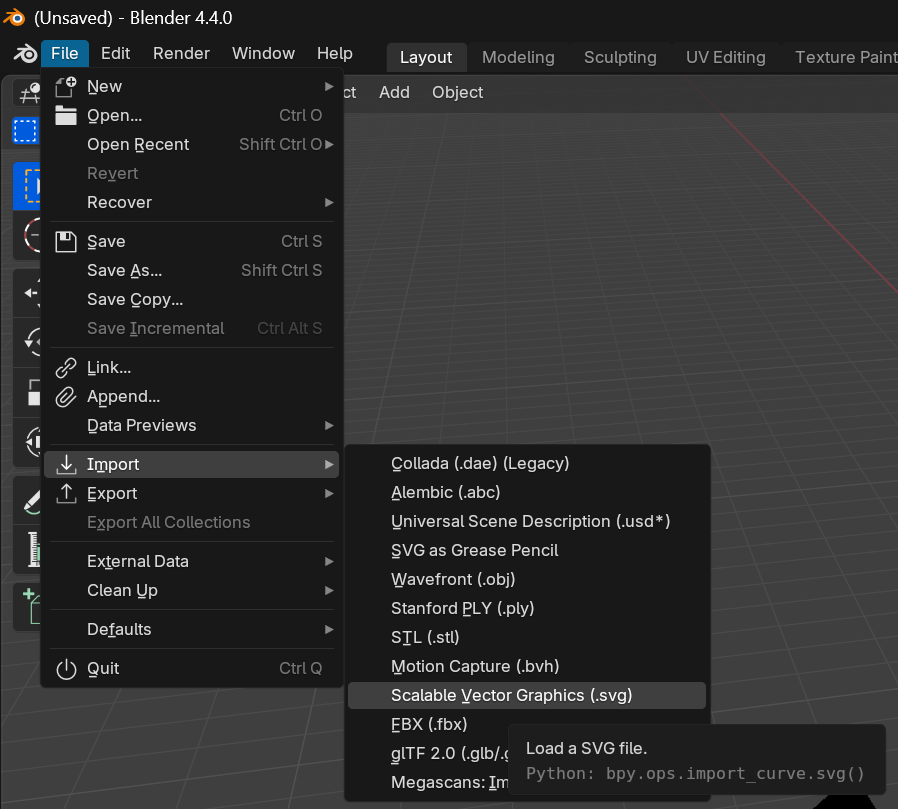 (Unsaved) - Blender 4.4.0
File Edit Render Window Help Layout Modeling Sculpting UV Editing Texture Paint
Add Object
New
Open... Ctrl O
Open Recent Shift Ctrl O
Revert
Recover
Save Ctrl S
Save As... Shift Ctrl S
Save Copy...
Save Incremental Ctrl Alt S
Link...
Append...
Data Previews
Import
Export
Export All Collections
External Data
Clean Up
Defaults
Quit Ctrl Q
Collada (.dae) (Legacy)
Alembic (.abc)
Universal Scene Description (.usd*)
SVG as Grease Pencil
Wavefront (.obj)
Stanford PLY (.ply)
STL (.stl)
Motion Capture (.bvh)
Scalable Vector Graphics (.svg)
FBX (.fbx)
glTF 2.0 (.glb/.g
Megascans: Im
Load a SVG file.
Python: bpy.ops.import_curve.svg()